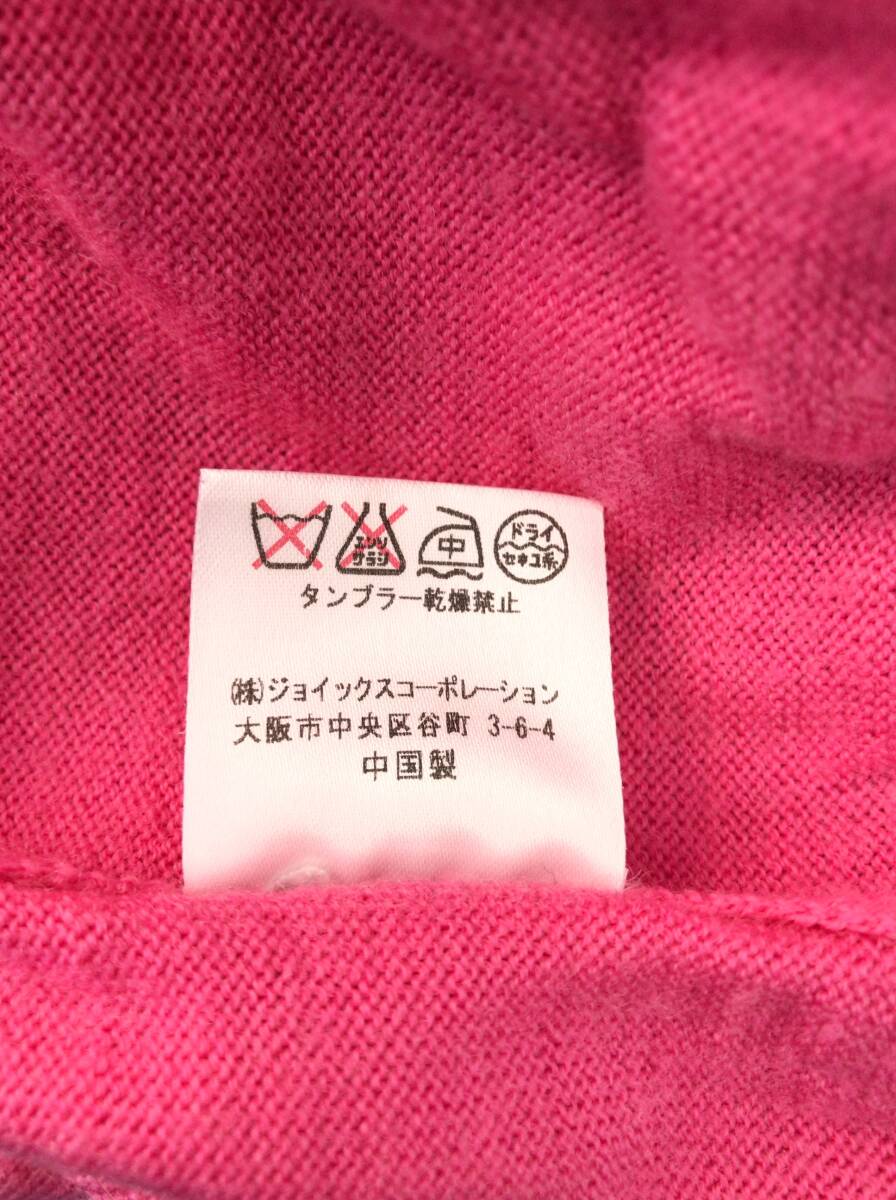 エンソ サラシ 中 ドライ セキユ系
タンブラー乾燥禁止
㈱ジョイックスコーポレーション
大阪市中央区谷町 3-6-4
中国製